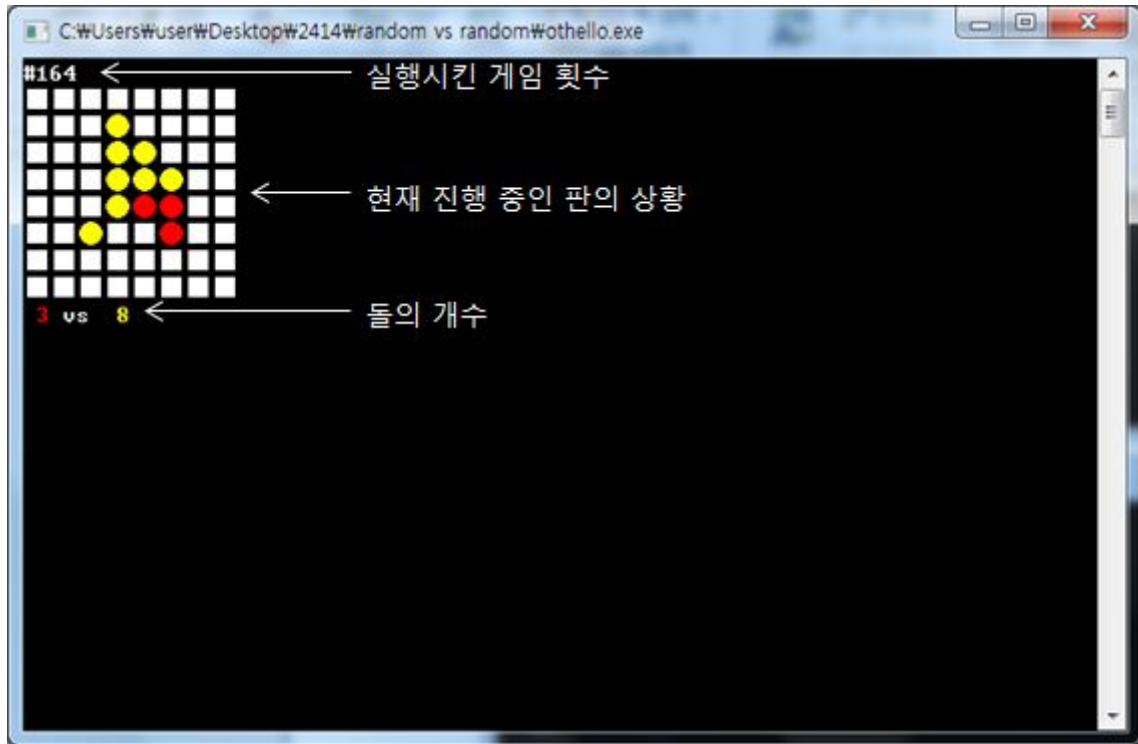 C:₩Users₩user₩Desktop₩2414₩random vs random₩othello.exe
#164
실행시킨 게임 횟수
현재 진행 중인 판의 상황
3 vs 8
돌의 개수